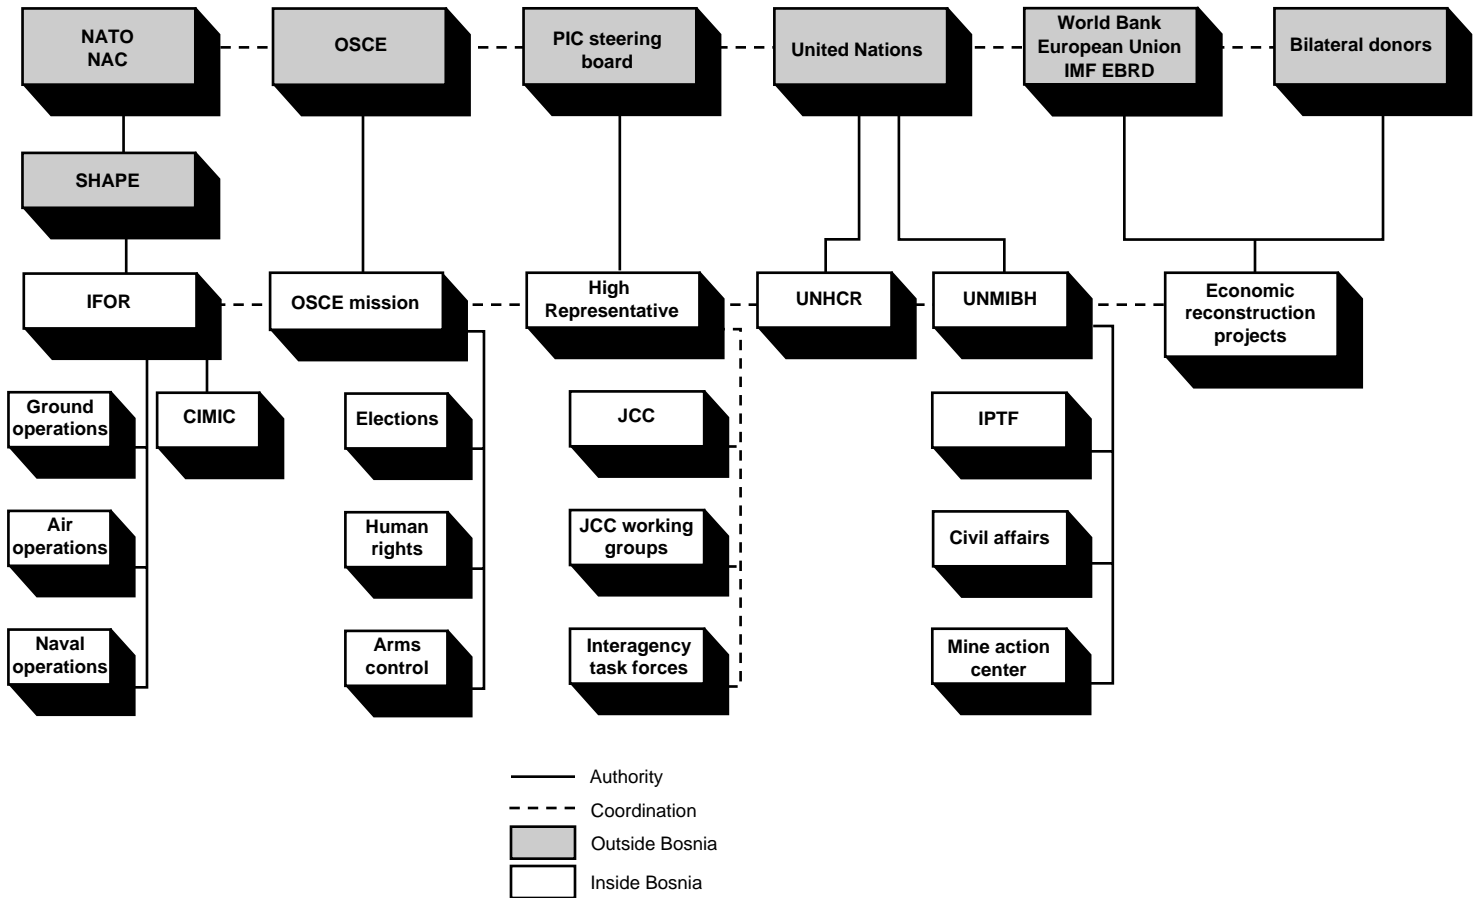 NATO
NAC
OSCE
PIC steering
board
United Nations
World Bank
European Union
IMF EBRD
Bilateral donors
SHAPE
IFOR
OSCE mission
High
Representative
UNHCR
UNMIBH
Economic
reconstruction
projects
Ground
operations
CIMIC
Elections
JCC
IPTF
Air
operations
Human
rights
JCC working
groups
Civil affairs
Naval
operations
Arms
control
Interagency
task forces
Mine action
center
Authority
Coordination
Outside Bosnia
Inside Bosnia